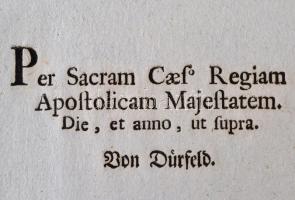 Per Sacram Cæſº Regiam
Apoſtolicam Majeſtatem.
Die, et anno, ut ſupra.
Von Dürfeld.